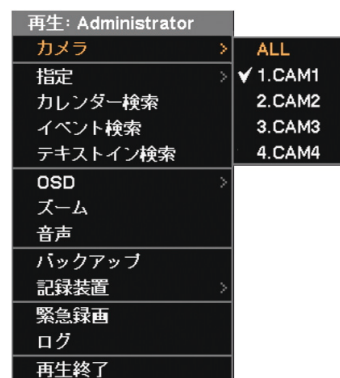 再生: Administrator
カメラ >
ALL
指定 >
✓ 1.CAM1
カレンダー検索
2.CAM2
イベント検索
3.CAM3
テキストイン検索
4.CAM4
OSD >
ズーム
音声
バックアップ
記録装置 >
緊急録画
ログ
再生終了